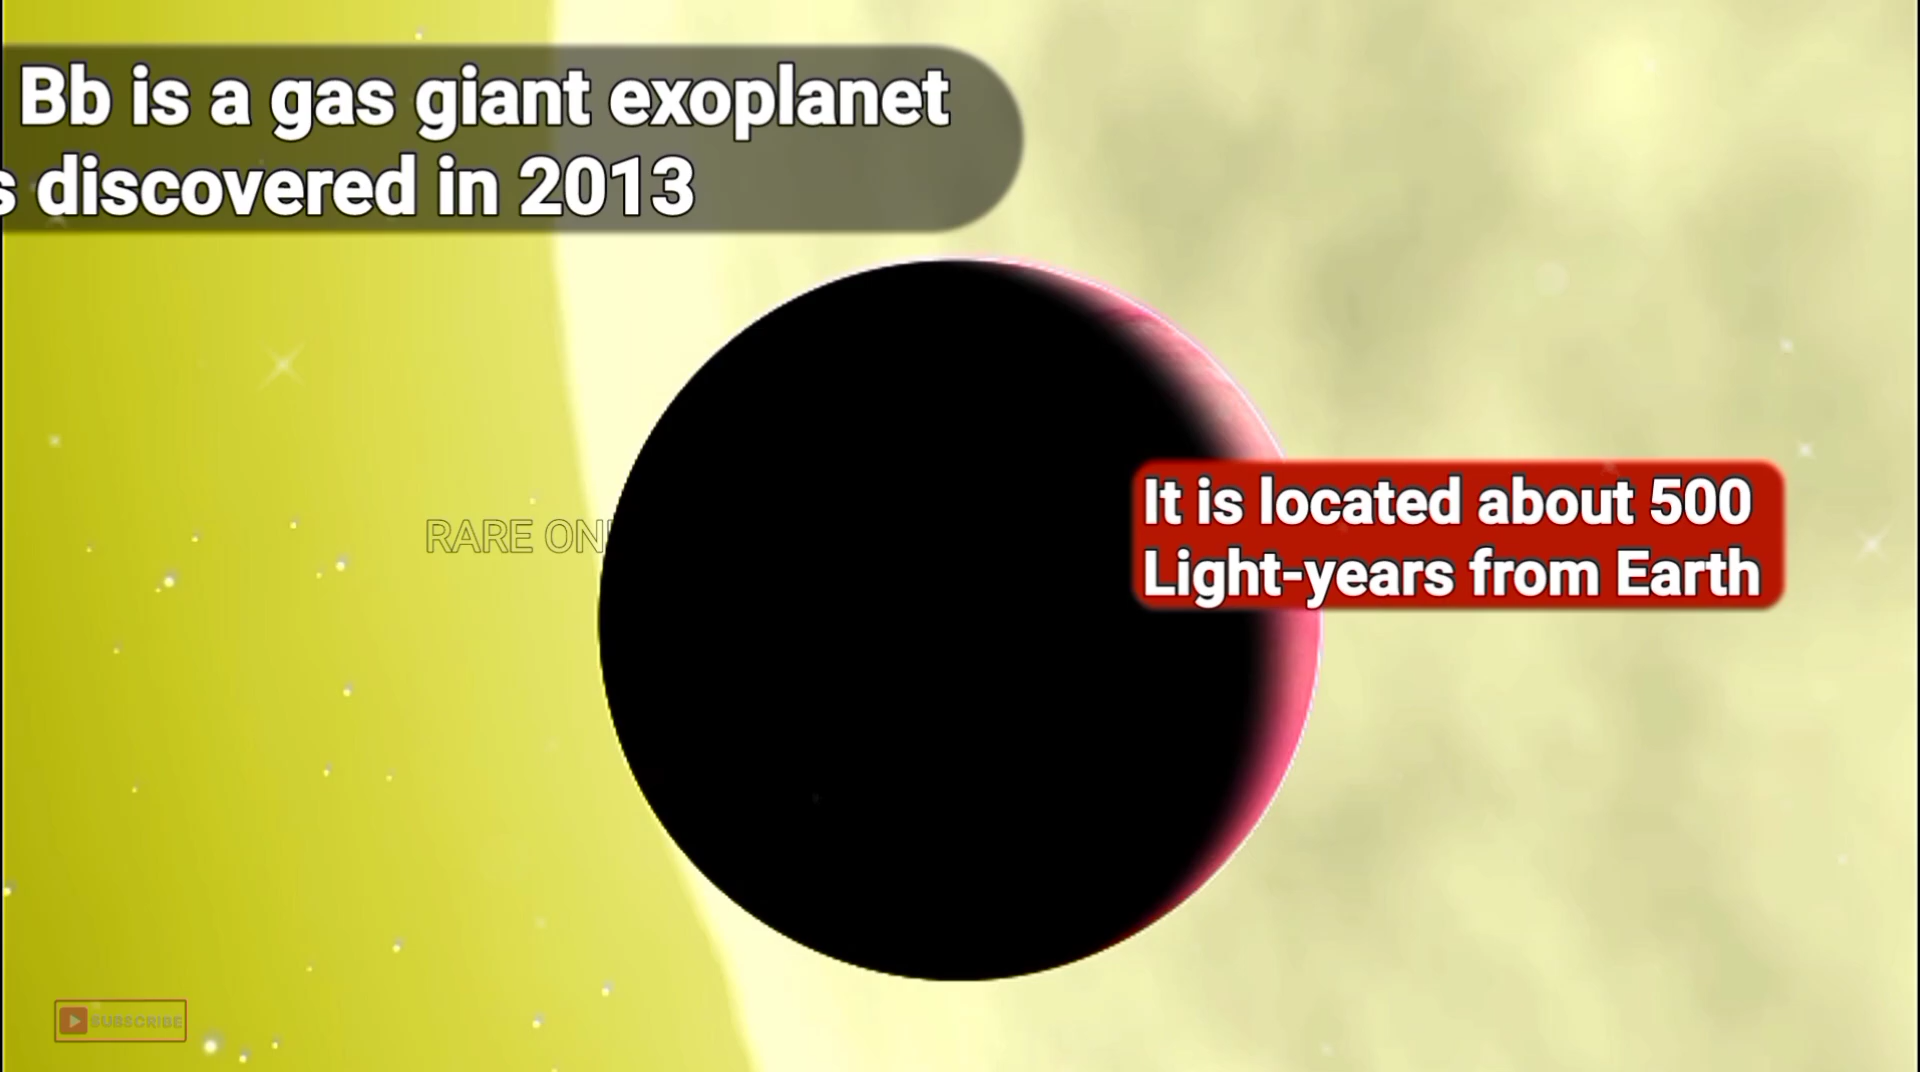 Bb is a gas giant exoplanet
s discovered in 2013
RARE ON
It is located about 500
Light-years from Earth
SUBSCRIBE